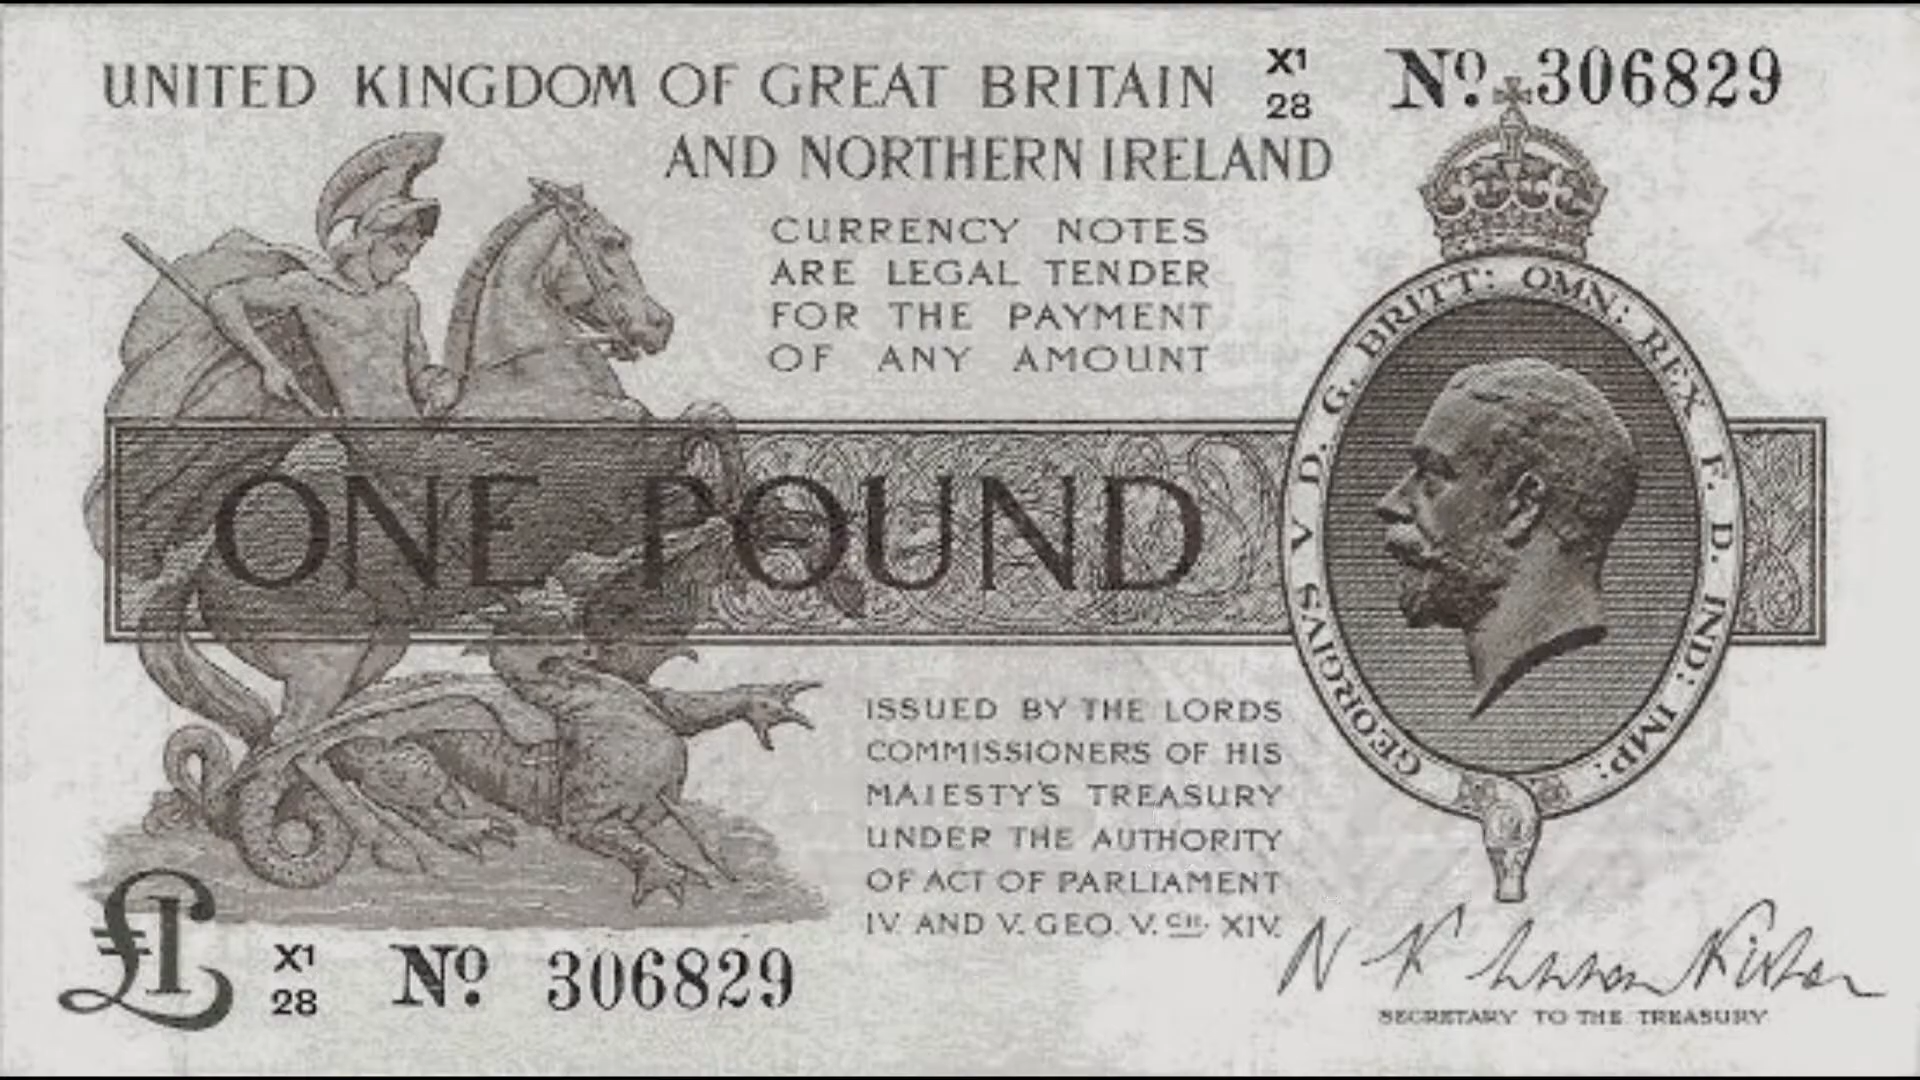 UNITED KINGDOM OF GREAT BRITAIN
X1
28
Nº 306829
AND NORTHERN IRELAND
CURRENCY NOTES
ARE LEGAL TENDER
FOR THE PAYMENT
OF ANY AMOUNT
GEORGIVS V D. G. BRITT: OMN: REX F. D. IND: IMP:
ONE POUND
ISSUED BY THE LORDS
COMMISSIONERS OF HIS
MAJESTY'S TREASURY
UNDER THE AUTHORITY
OF ACT OF PARLIAMENT
IV. AND V. GEO. V. CH. XIV.
£1
X1
28
Nº 306829
SECRETARY TO THE TREASURY